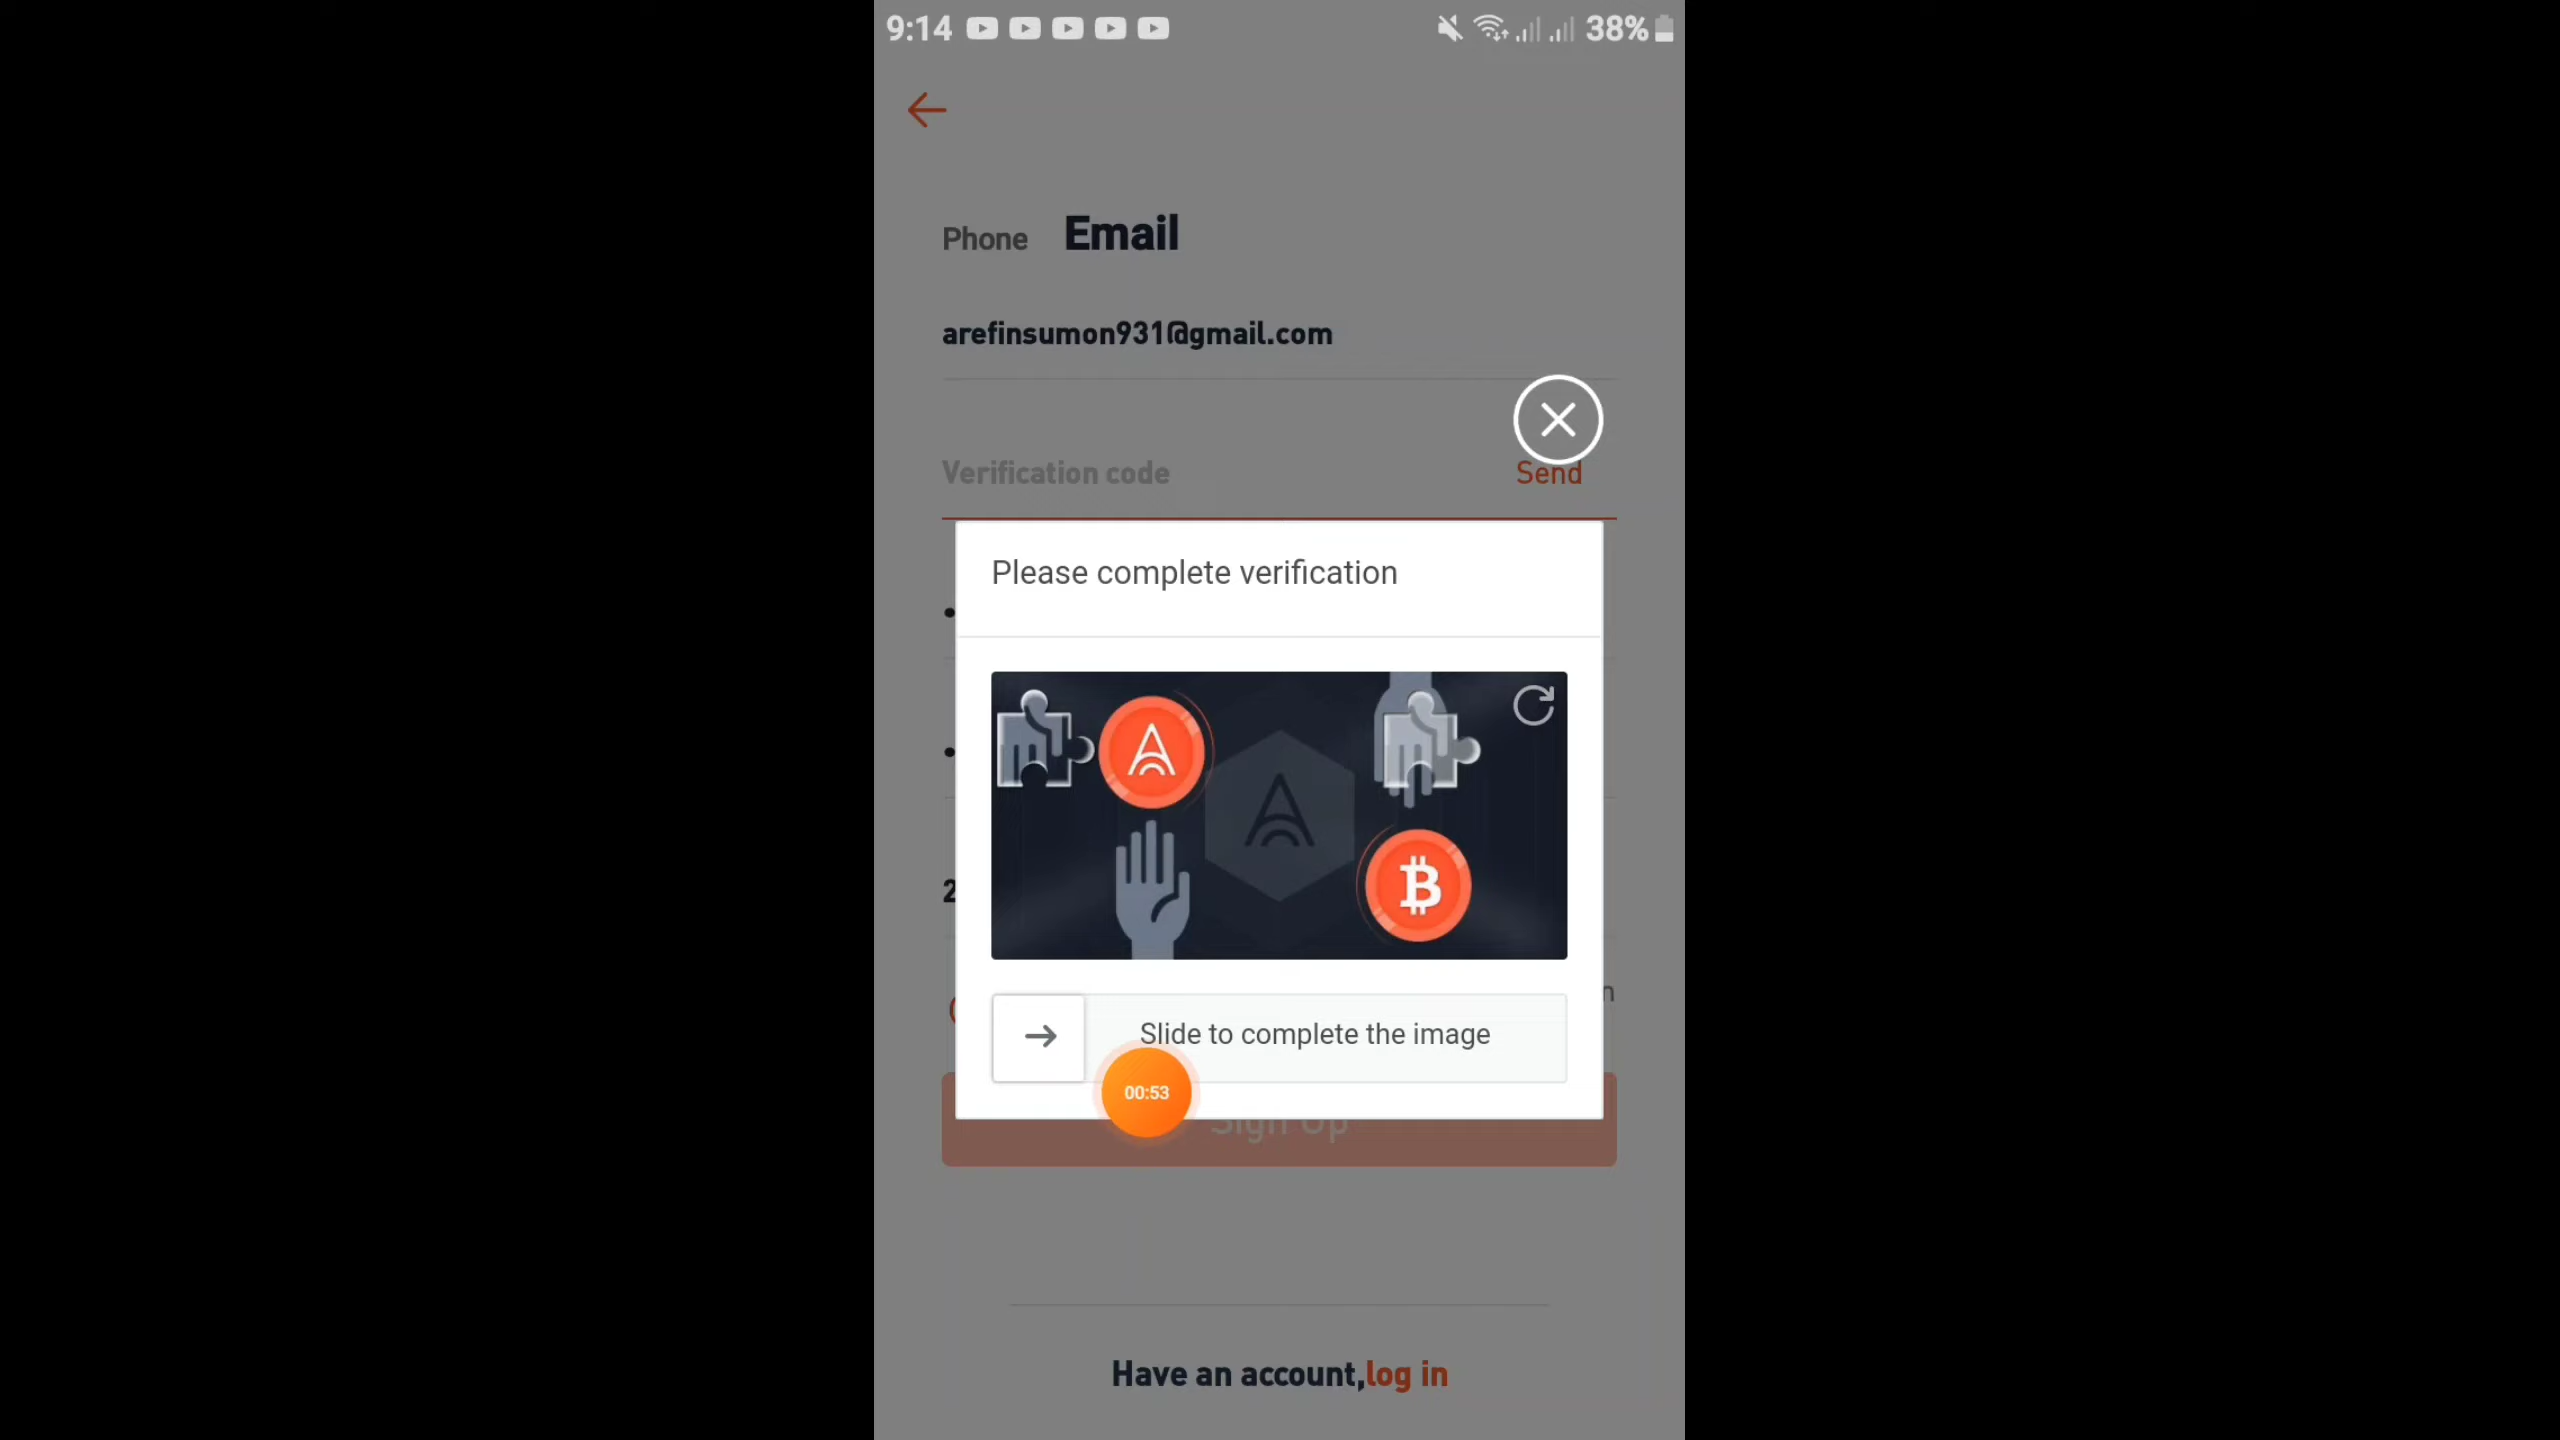 9:14 38%
Phone Email
arefinsumon931@gmail.com
Verification code Send
Please complete verification
2
Slide to complete the image
n
00:53
Sign Up
Have an account,log in